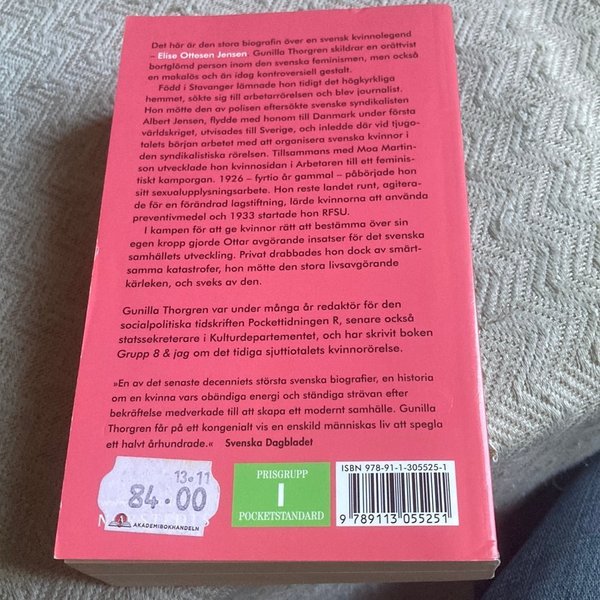 Det här är den stora biografin över en svensk kvinnolegend
– Elise Ottesen Jensen. Gunilla Thorgren skildrar en orättvist
bortglömd person inom den svenska feminismen, men också
en makalös och än idag kontroversiell gestalt.
Född i Stavanger lämnade hon tidigt det högkyrkliga
hemmet, sökte sig till arbetarrörelsen och blev journalist.
Hon mötte den av polisen eftersökte svenske syndikalisten
Albert Jensen, flydde med honom till Danmark under första
världskriget, utvisades till Sverige, och inledde där vid tjugo-
talets början arbetet med att organisera svenska kvinnor i
den syndikalistiska rörelsen. Tillsammans med Moa Martin-
son utvecklade hon kvinnosidan i Arbetaren till ett feminis-
tiskt kamporgan. 1926 – fyrtio år gammal – påbörjade hon
sitt sexualupplysningsarbete. Hon reste landet runt, agitera-
de för en förändrad lagstiftning, lärde kvinnorna att använda
preventivmedel och 1933 startade hon RFSU.
I kampen för att ge kvinnor rätt att bestämma över sin
egen kropp gjorde Ottar avgörande insatser för det svenska
samhällets utveckling. Privat drabbades hon dock av smärt-
samma katastrofer, hon mötte den stora livsavgörande
kärleken, och sveks av den.
Gunilla Thorgren var under många år redaktör för den
socialpolitiska tidskriften Pockettidningen R, senare också
statssekreterare i Kulturdepartementet, och har skrivit boken
Grupp 8 & jag om det tidiga sjuttiotalets kvinnorörelse.
»En av det senaste decenniets största svenska biografier, en historia
om en kvinna vars obändiga energi och ständiga strävan efter
bekräftelse medverkade till att skapa ett modernt samhälle. Gunilla
Thorgren får på ett kongenialt vis en enskild människas liv att spegla
ett halvt århundrade.« Svenska Dagbladet
13.11
84.00
AKADEMIBOKHANDELN
PRISGRUPP
I
POCKETSTANDARD
ISBN 978-91-1-305525-1
9 789113 055251